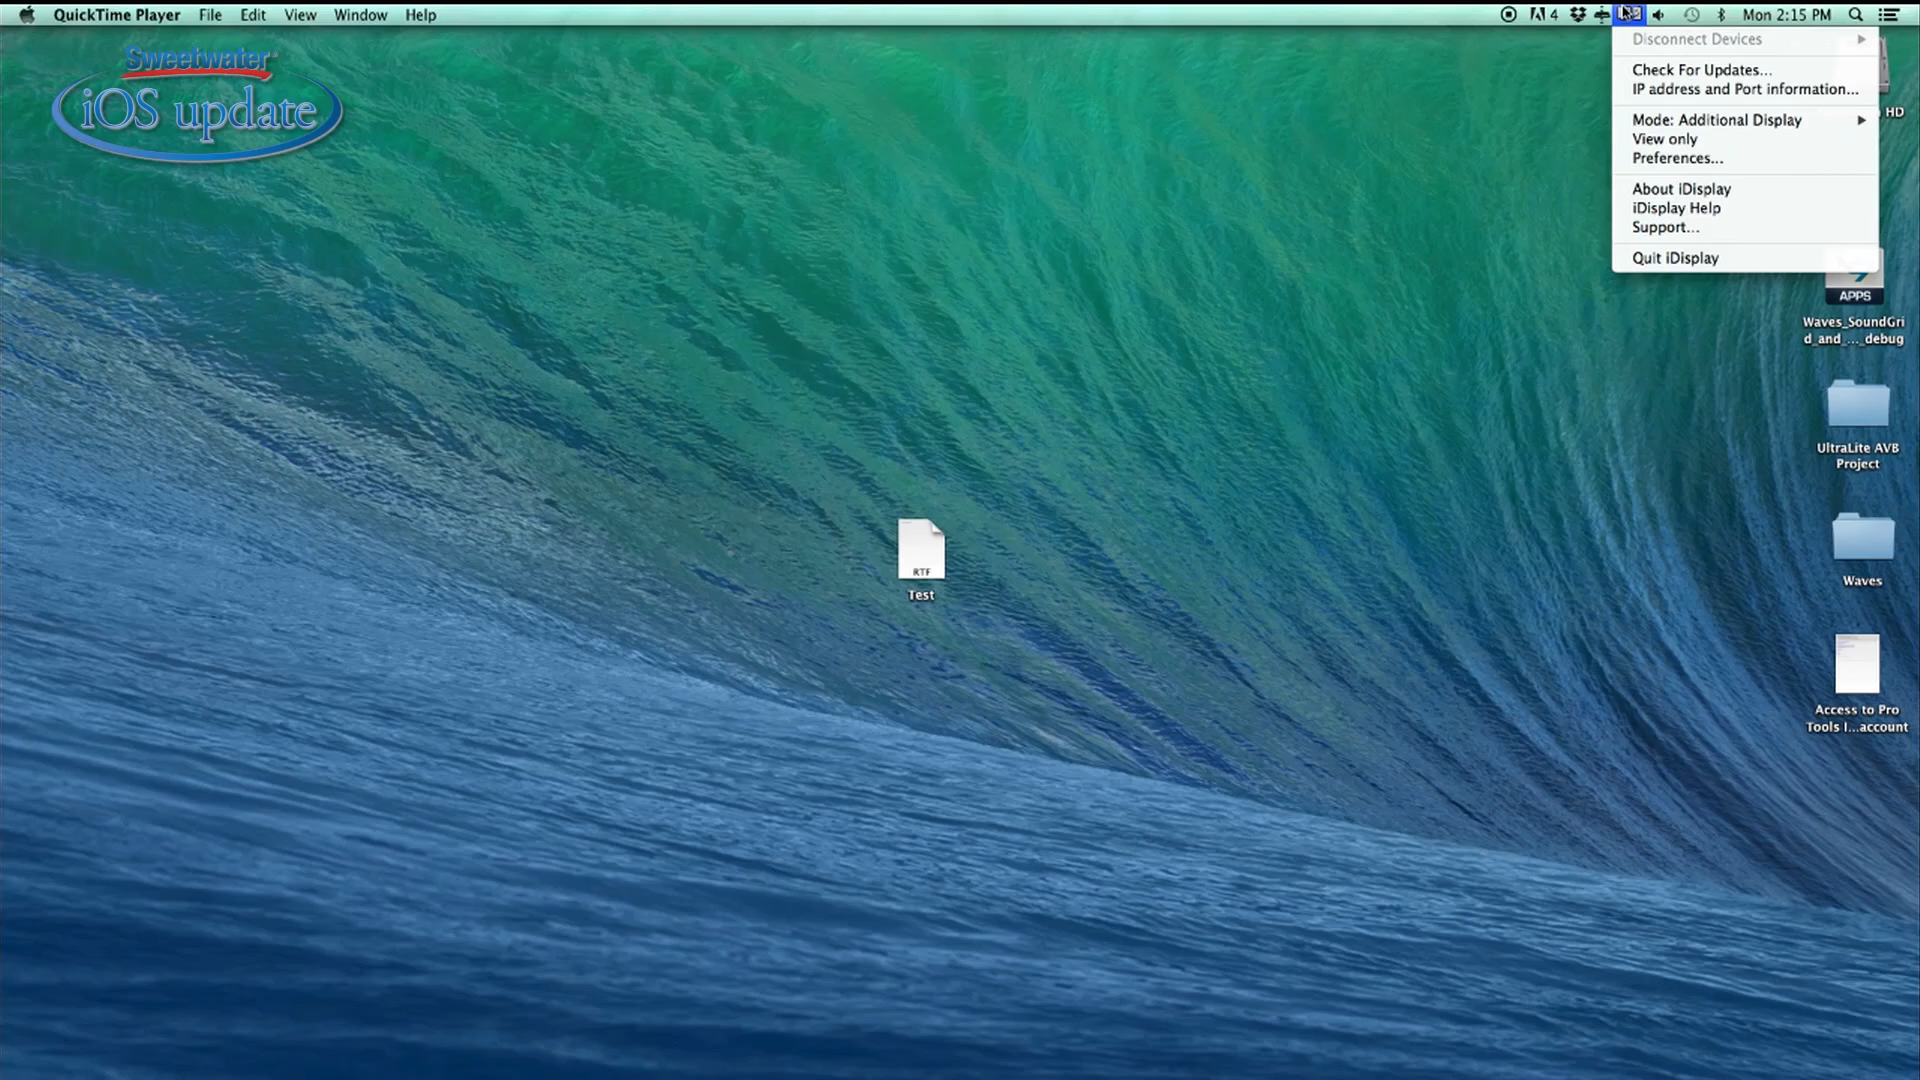 QuickTime Player File Edit View Window Help
4 Mon 2:15 PM
Sweetwater
iOS update
Disconnect Devices
Check For Updates...
IP address and Port information...
Mode: Additional Display
View only
Preferences...
About iDisplay
iDisplay Help
Support...
Quit iDisplay
HD
APPS
Waves_SoundGri
d_and_..._debug
UltraLite AVB
Project
RTF
Test
Waves
Access to Pro
Tools I...account